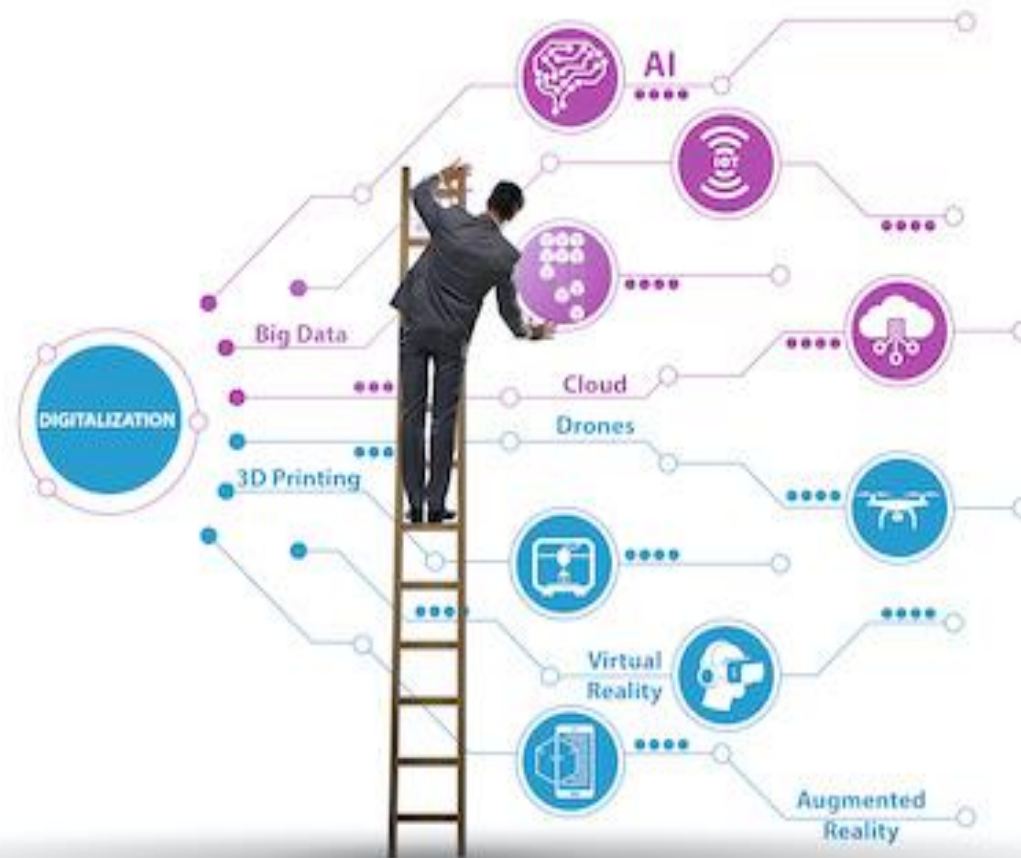 AI
IOT
Big Data
DIGITALIZATION
Cloud
Drones
3D Printing
Virtual
Reality
Augmented
Reality